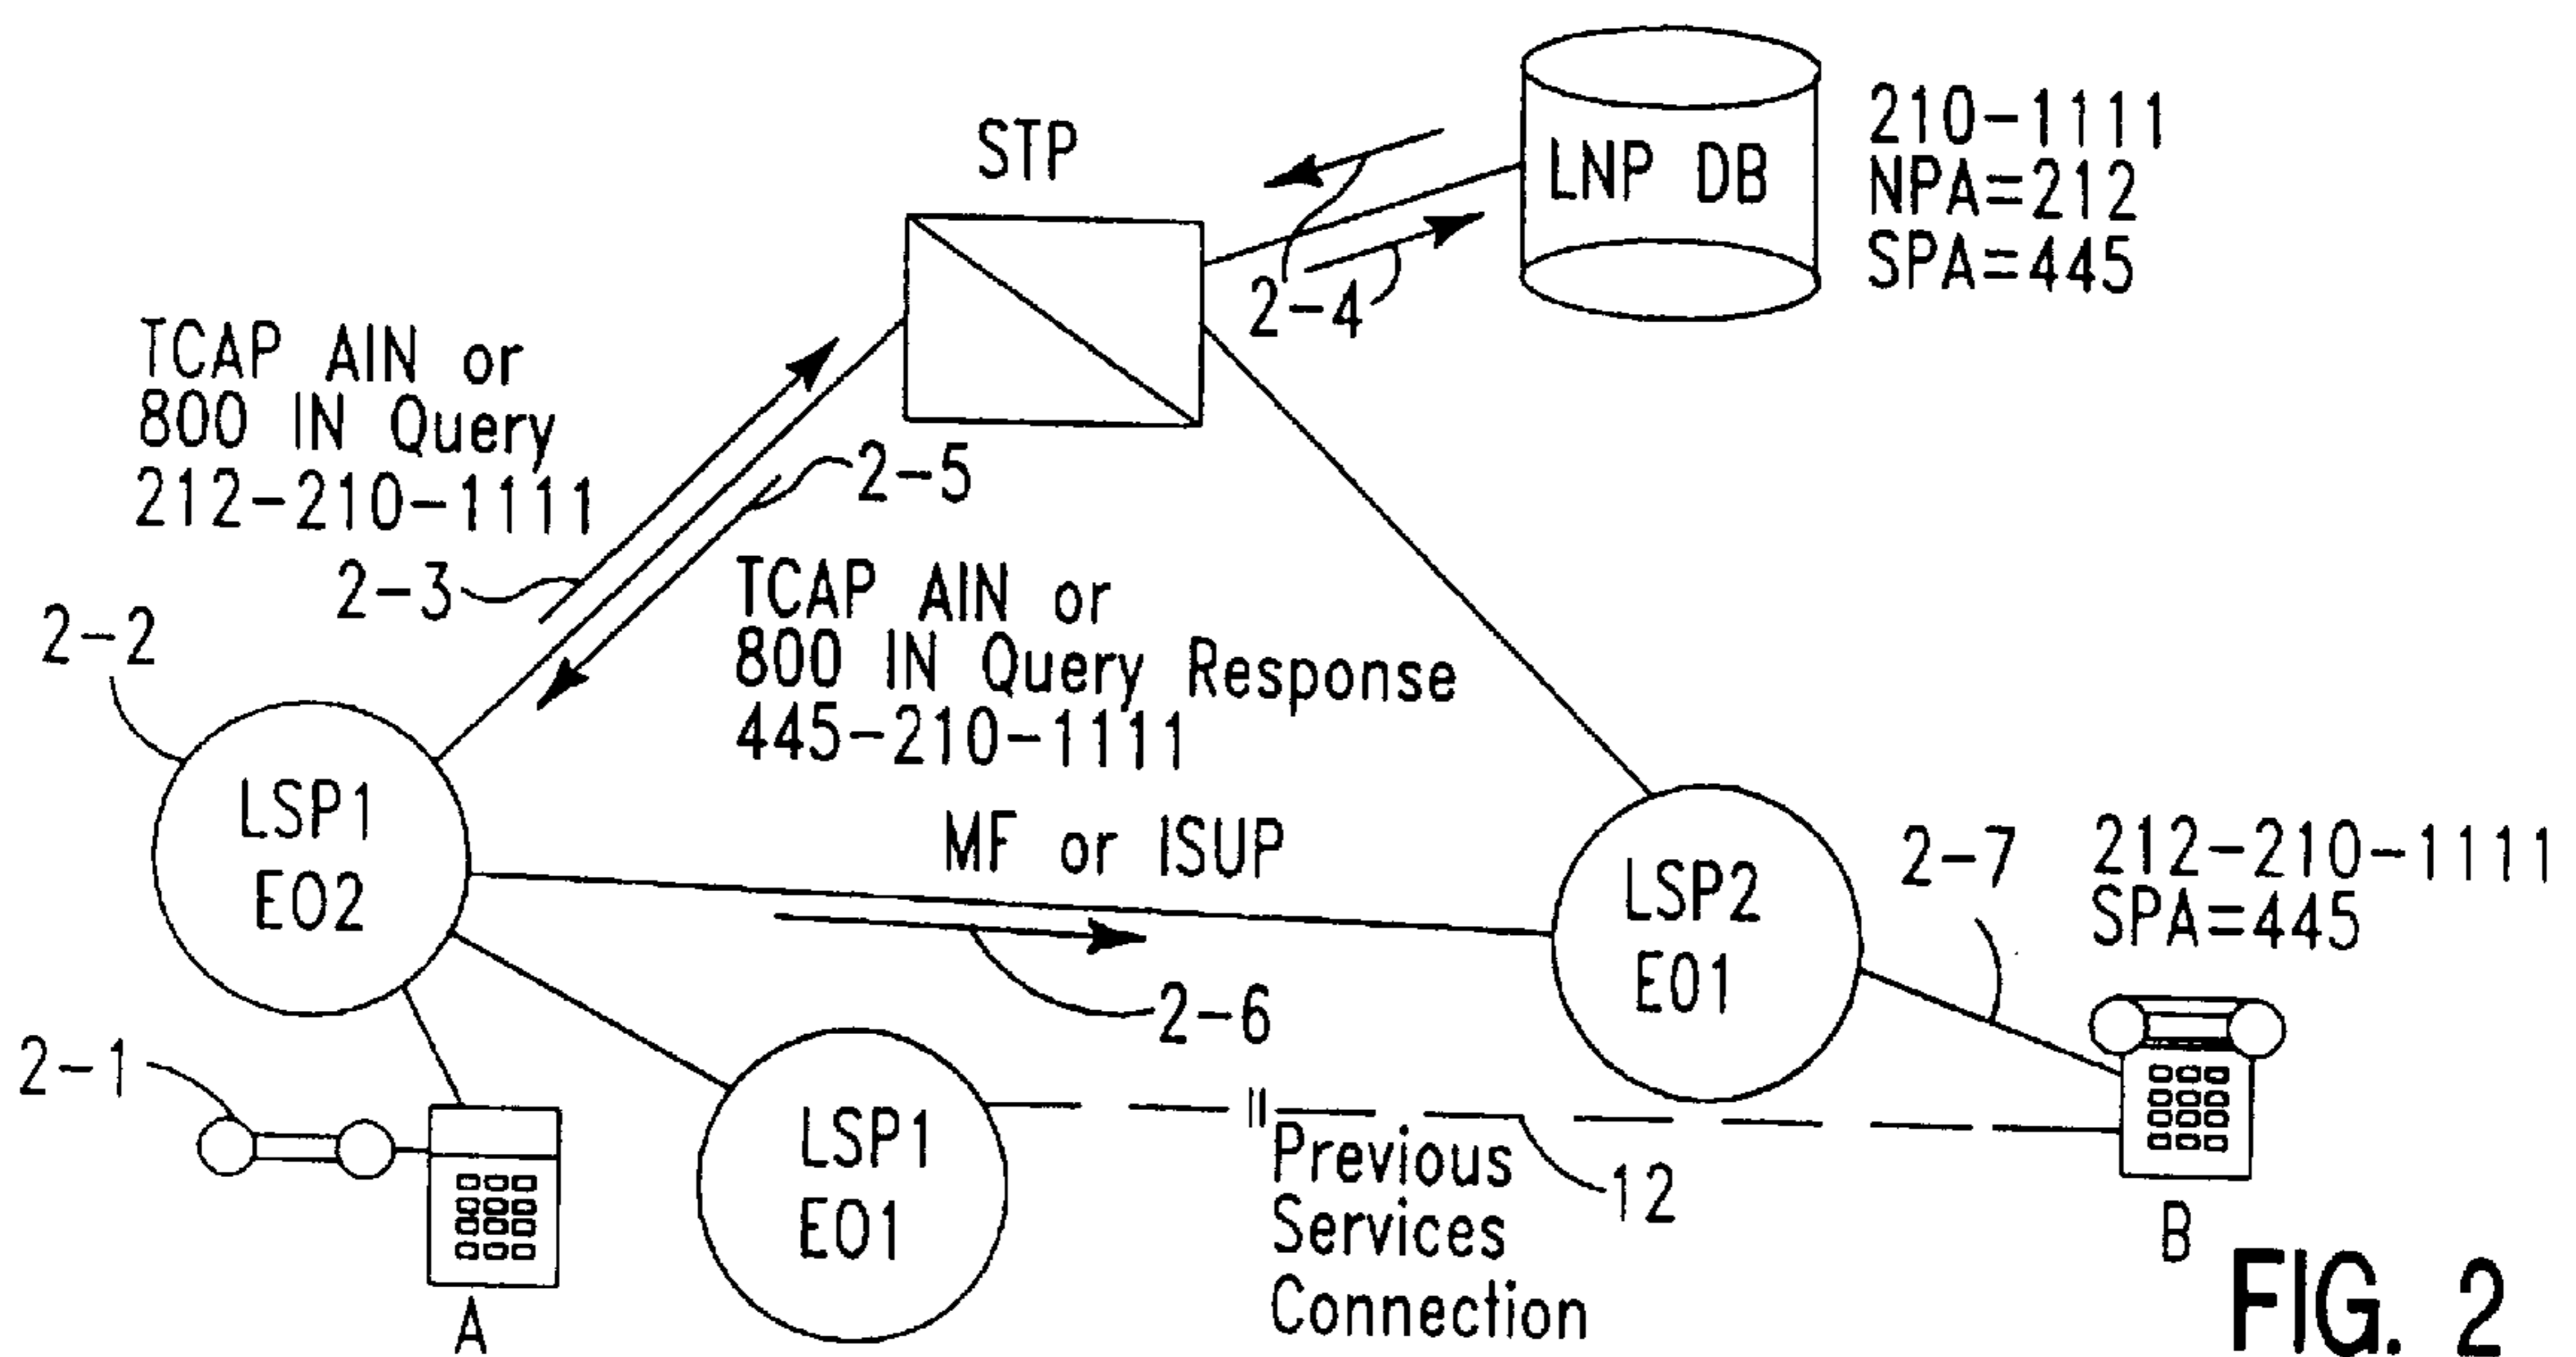 STP
LNP DB
210-1111
NPA=212
SPA=445
2-4
TCAP AIN or
800 IN Query
212-210-1111
2-3
2-5
TCAP AIN or
800 IN Query Response
445-210-1111
2-2
LSP1
EO2
MF or ISUP
2-6
LSP2
EO1
2-7
212-210-1111
SPA=445
2-1
A
LSP1
EO1
Previous
Services
Connection
12
B
FIG. 2